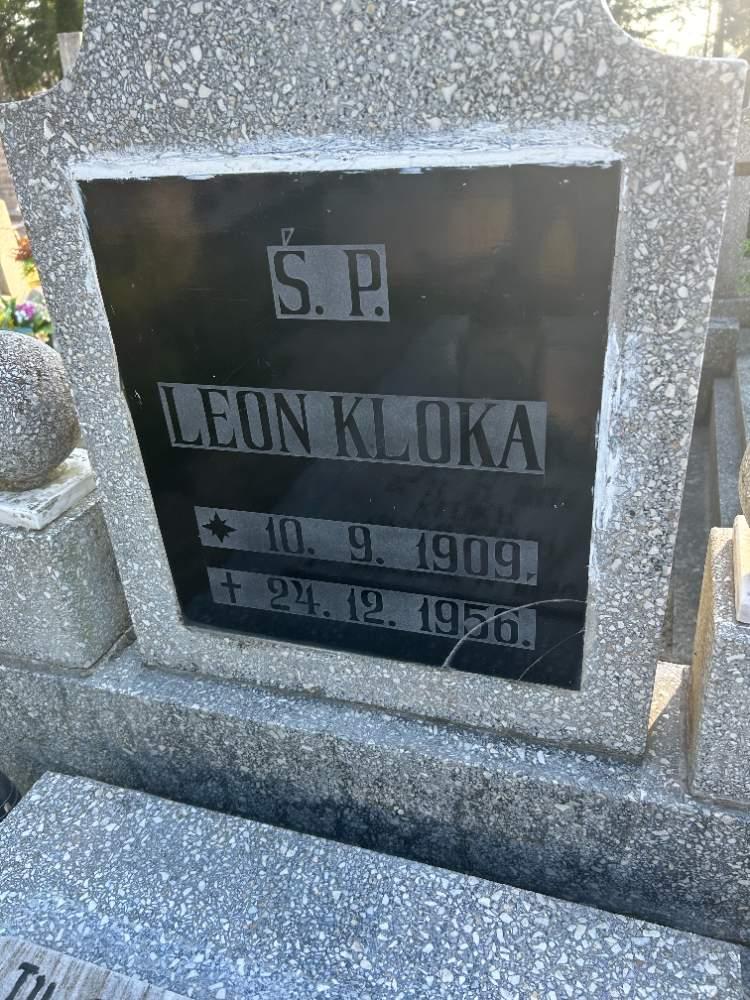 Ś. P.
LEON KLOKA
✶ 10. 9. 1909.
✝ 24. 12. 1956.